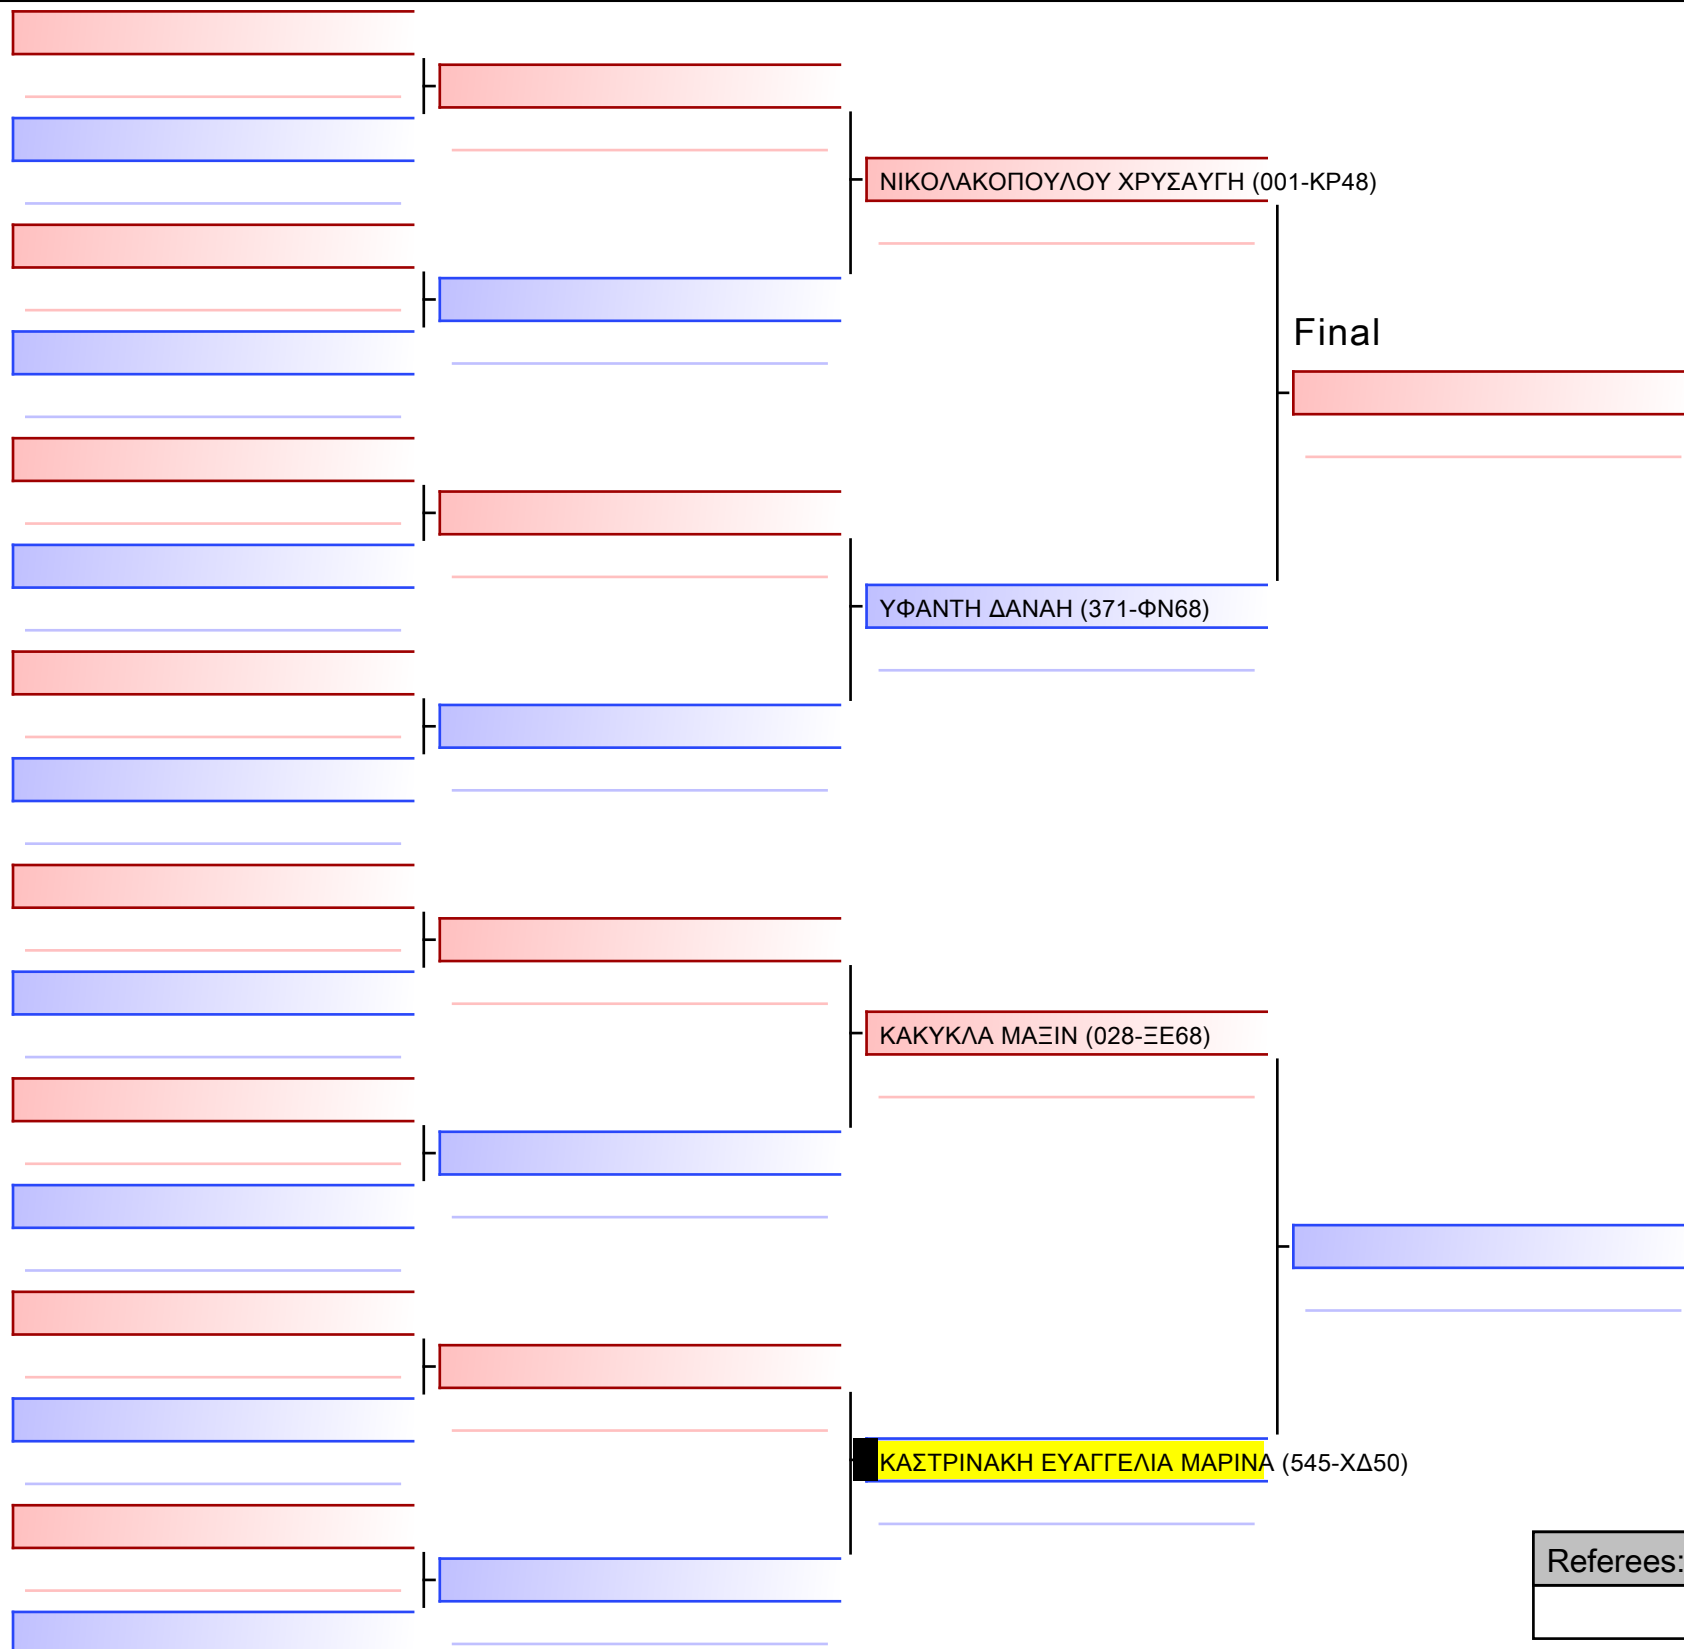 ΝΙΚΟΛΑΚΟΠΟΥΛΟΥ ΧΡΥΣΑΥΓΗ (001-ΚΡ48)
Final
ΥΦΑΝΤΗ ΔΑΝΑΗ (371-ΦΝ68)
ΚΑΚΥΚΛΑ ΜΑΞΙΝ (028-ΞΕ68)
ΚΑΣΤΡΙΝΑΚΗ ΕΥΑΓΓΕΛΙΑ ΜΑΡΙΝΑ (545-ΧΔ50)
Referees: